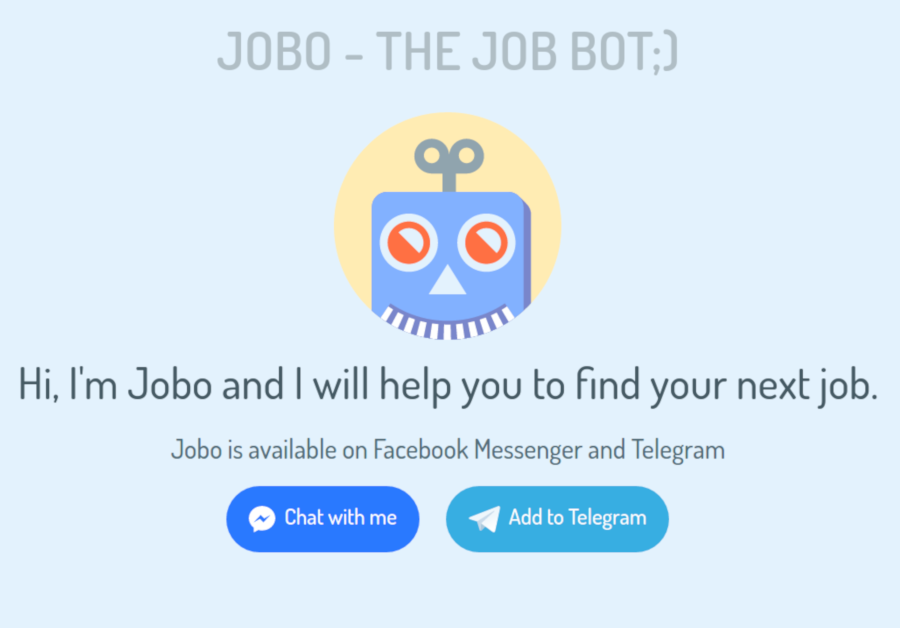 JOBO - THE JOB BOT;)
Hi, I'm Jobo and I will help you to find your next job.
Jobo is available on Facebook Messenger and Telegram
Chat with me
Add to Telegram